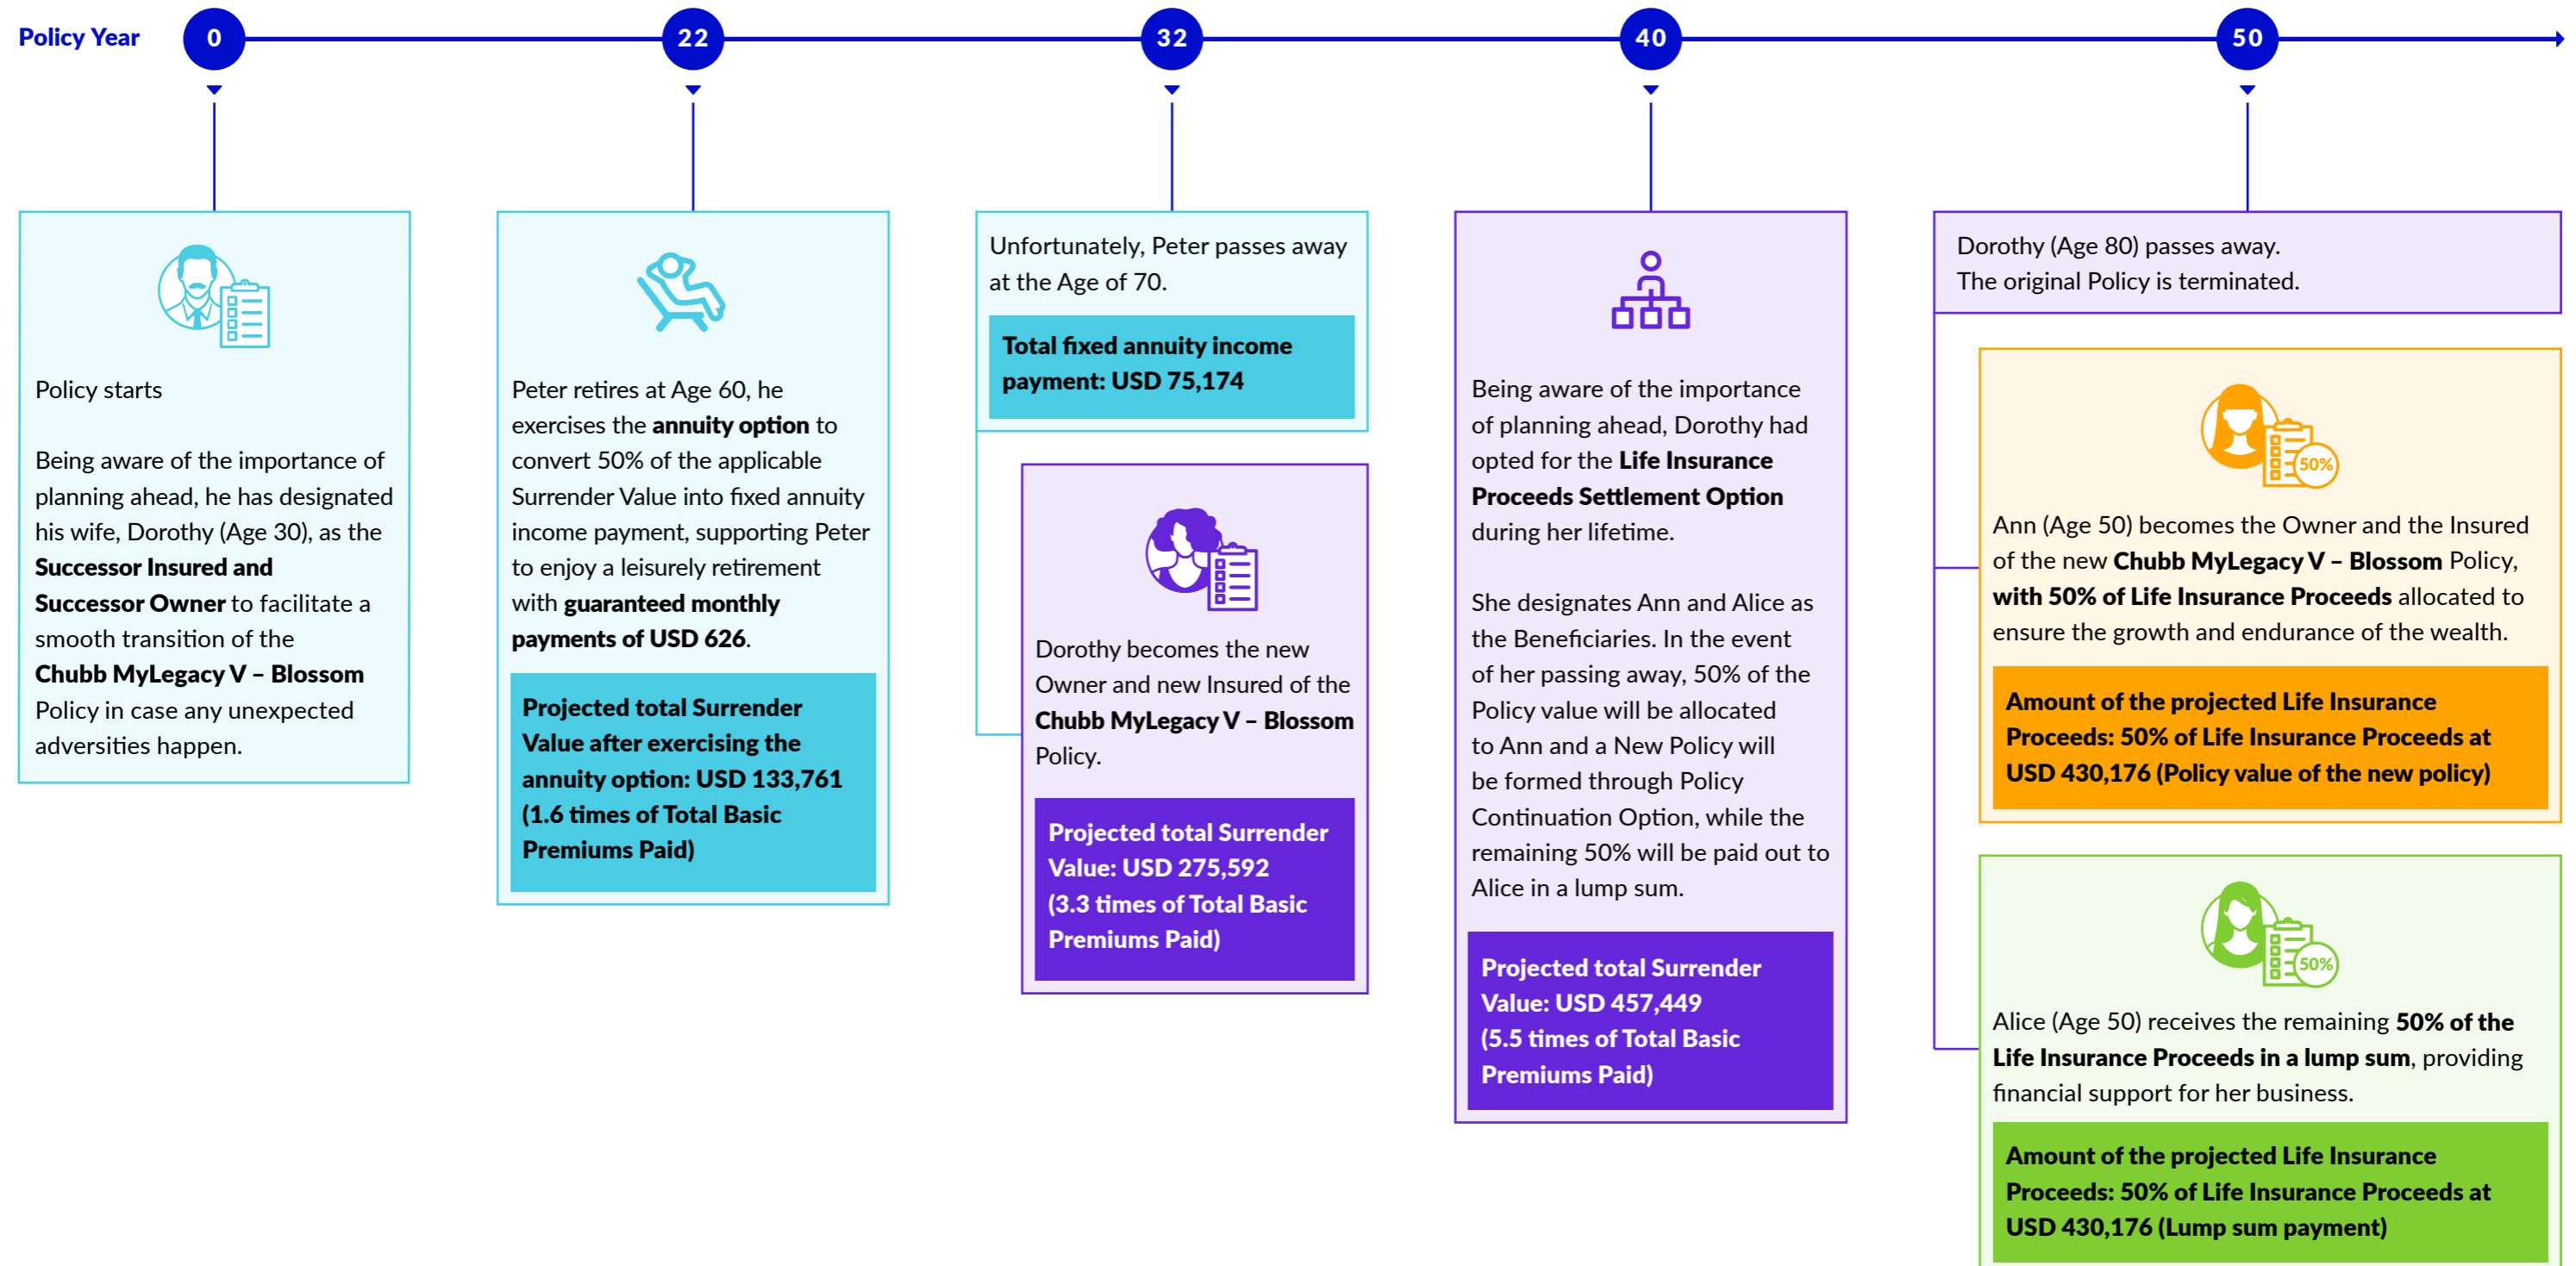 Policy Year
0
22
32
40
50
Policy starts
Being aware of the importance of
planning ahead, he has designated
his wife, Dorothy (Age 30), as the
Successor Insured and
Successor Owner to facilitate a
smooth transition of the
Chubb MyLegacy V – Blossom
Policy in case any unexpected
adversities happen.
Peter retires at Age 60, he
exercises the annuity option to
convert 50% of the applicable
Surrender Value into fixed annuity
income payment, supporting Peter
to enjoy a leisurely retirement
with guaranteed monthly
payments of USD 626.
Projected total Surrender
Value after exercising the
annuity option: USD 133,761
(1.6 times of Total Basic
Premiums Paid)
Unfortunately, Peter passes away
at the Age of 70.
Total fixed annuity income
payment: USD 75,174
Dorothy becomes the new
Owner and new Insured of the
Chubb MyLegacy V – Blossom
Policy.
Projected total Surrender
Value: USD 275,592
(3.3 times of Total Basic
Premiums Paid)
Being aware of the importance
of planning ahead, Dorothy had
opted for the Life Insurance
Proceeds Settlement Option
during her lifetime.
She designates Ann and Alice as
the Beneficiaries. In the event
of her passing away, 50% of the
Policy value will be allocated
to Ann and a New Policy will
be formed through Policy
Continuation Option, while the
remaining 50% will be paid out to
Alice in a lump sum.
Projected total Surrender
Value: USD 457,449
(5.5 times of Total Basic
Premiums Paid)
Dorothy (Age 80) passes away.
The original Policy is terminated.
50%
Ann (Age 50) becomes the Owner and the Insured
of the new Chubb MyLegacy V – Blossom Policy,
with 50% of Life Insurance Proceeds allocated to
ensure the growth and endurance of the wealth.
Amount of the projected Life Insurance
Proceeds: 50% of Life Insurance Proceeds at
USD 430,176 (Policy value of the new policy)
50%
Alice (Age 50) receives the remaining 50% of the
Life Insurance Proceeds in a lump sum, providing
financial support for her business.
Amount of the projected Life Insurance
Proceeds: 50% of Life Insurance Proceeds at
USD 430,176 (Lump sum payment)